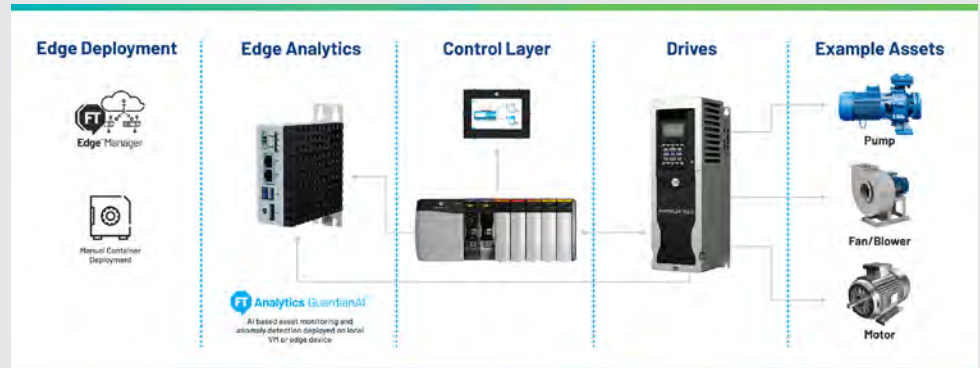 Edge Deployment
Edge Analytics
Control Layer
Drives
Example Assets
FT
Edge Manager
Manual Container
Deployment
FT Analytics GuardianAI
AI based asset monitoring and
anomaly detection deployed on local
VM or edge device
Pump
Fan/Blower
Motor